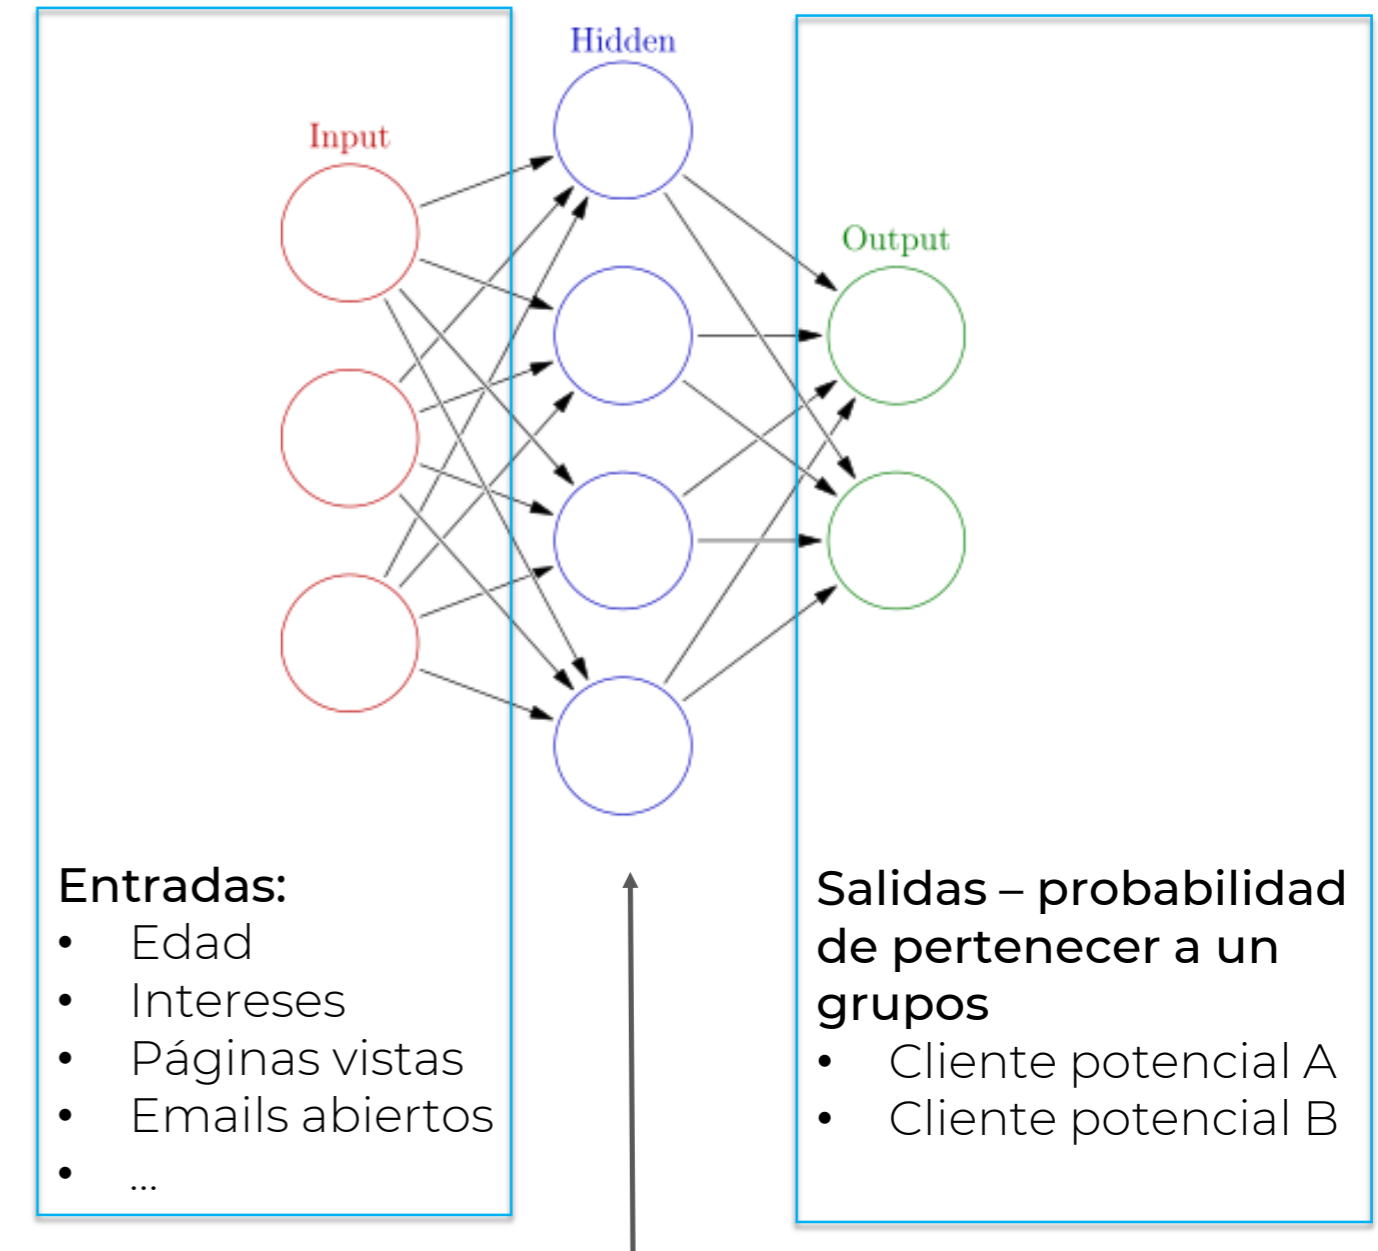 Hidden
Input
Output
Entradas:
• Edad
• Intereses
• Páginas vistas
• Emails abiertos
• ...
Salidas – probabilidad
de pertenecer a un
grupos
• Cliente potencial A
• Cliente potencial B